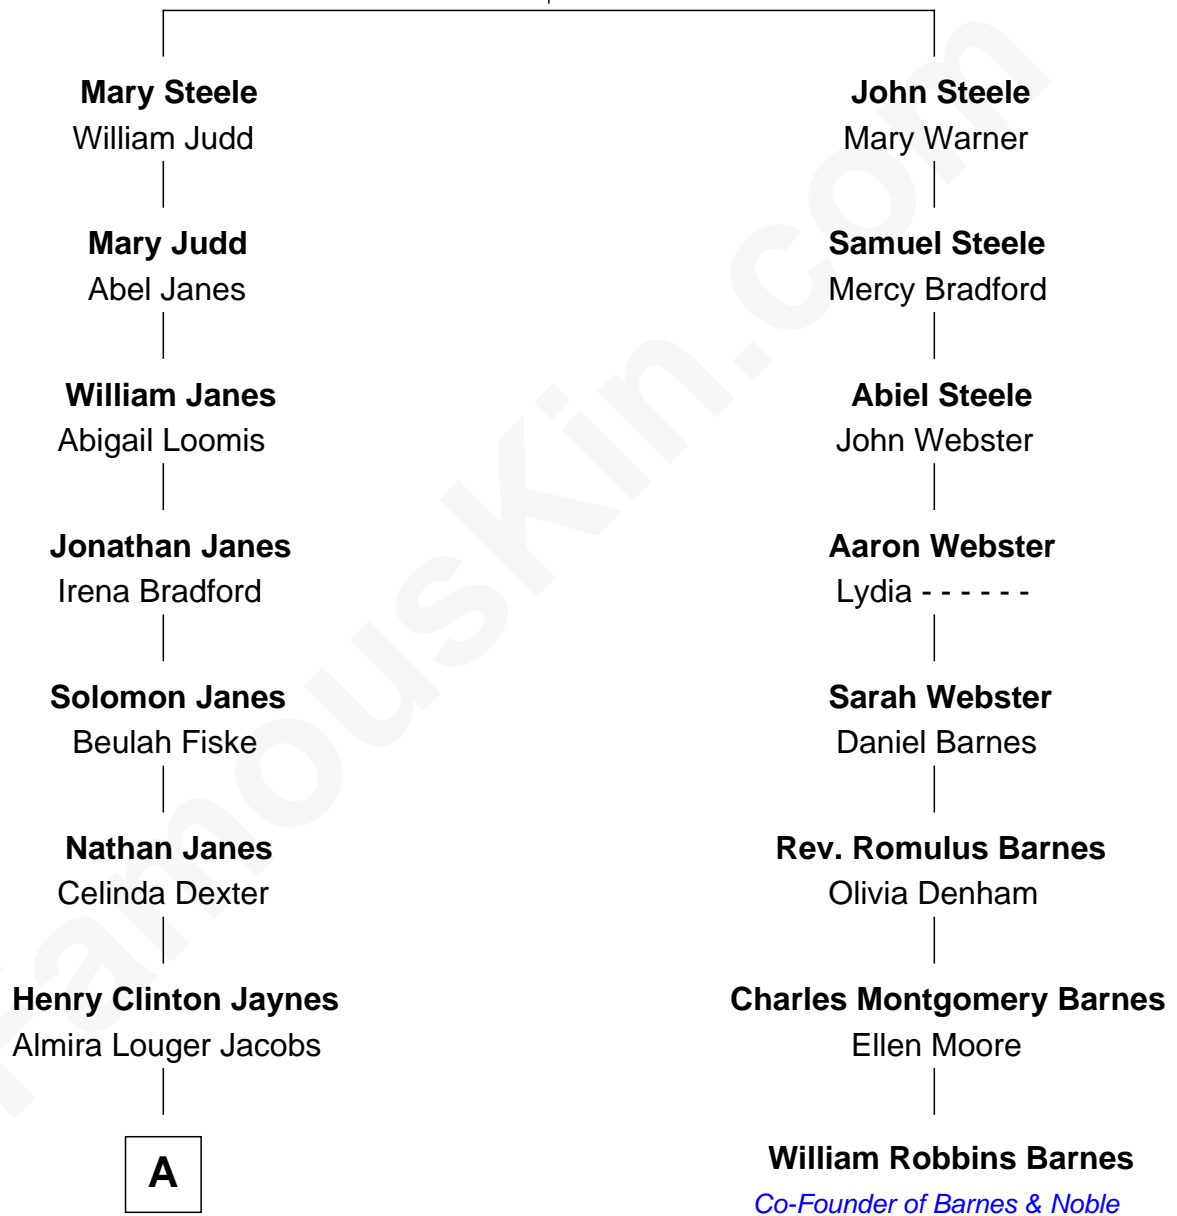 Mary Steele
William Judd
Mary Judd
Abel Janes
William Janes
Abigail Loomis
Jonathan Janes
Irena Bradford
Solomon Janes
Beulah Fiske
Nathan Janes
Celinda Dexter
Henry Clinton Jaynes
Almira Louger Jacobs
A
John Steele
Mary Warner
Samuel Steele
Mercy Bradford
Abiel Steele
John Webster
Aaron Webster
Lydia - - - - - -
Sarah Webster
Daniel Barnes
Rev. Romulus Barnes
Olivia Denham
Charles Montgomery Barnes
Ellen Moore
William Robbins Barnes
Co-Founder of Barnes & Noble
FamousKin.com